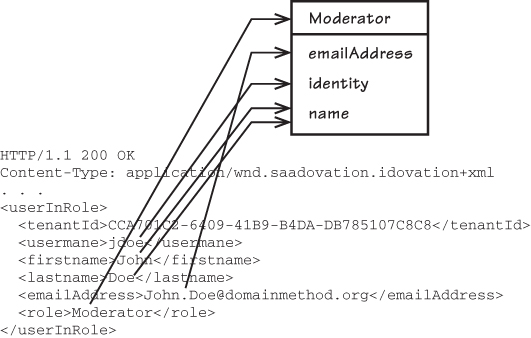 Moderator
emailAddress
identity
name
HTTP/1.1 200 OK
Content-Type: application/wnd.saadovation.idovation+xml
. . .
<userInRole>
<tenantId>CCA701C2-6409-41B9-B4DA-DB785107C8C8</tenantId>
<usermane>jdoe</usermane>
<firstname>John</firstname>
<lastname>Doe</lastname>
<emailAddress>John.Doe@domainmethod.org</emailAddress>
<role>Moderator</role>
</userInRole>